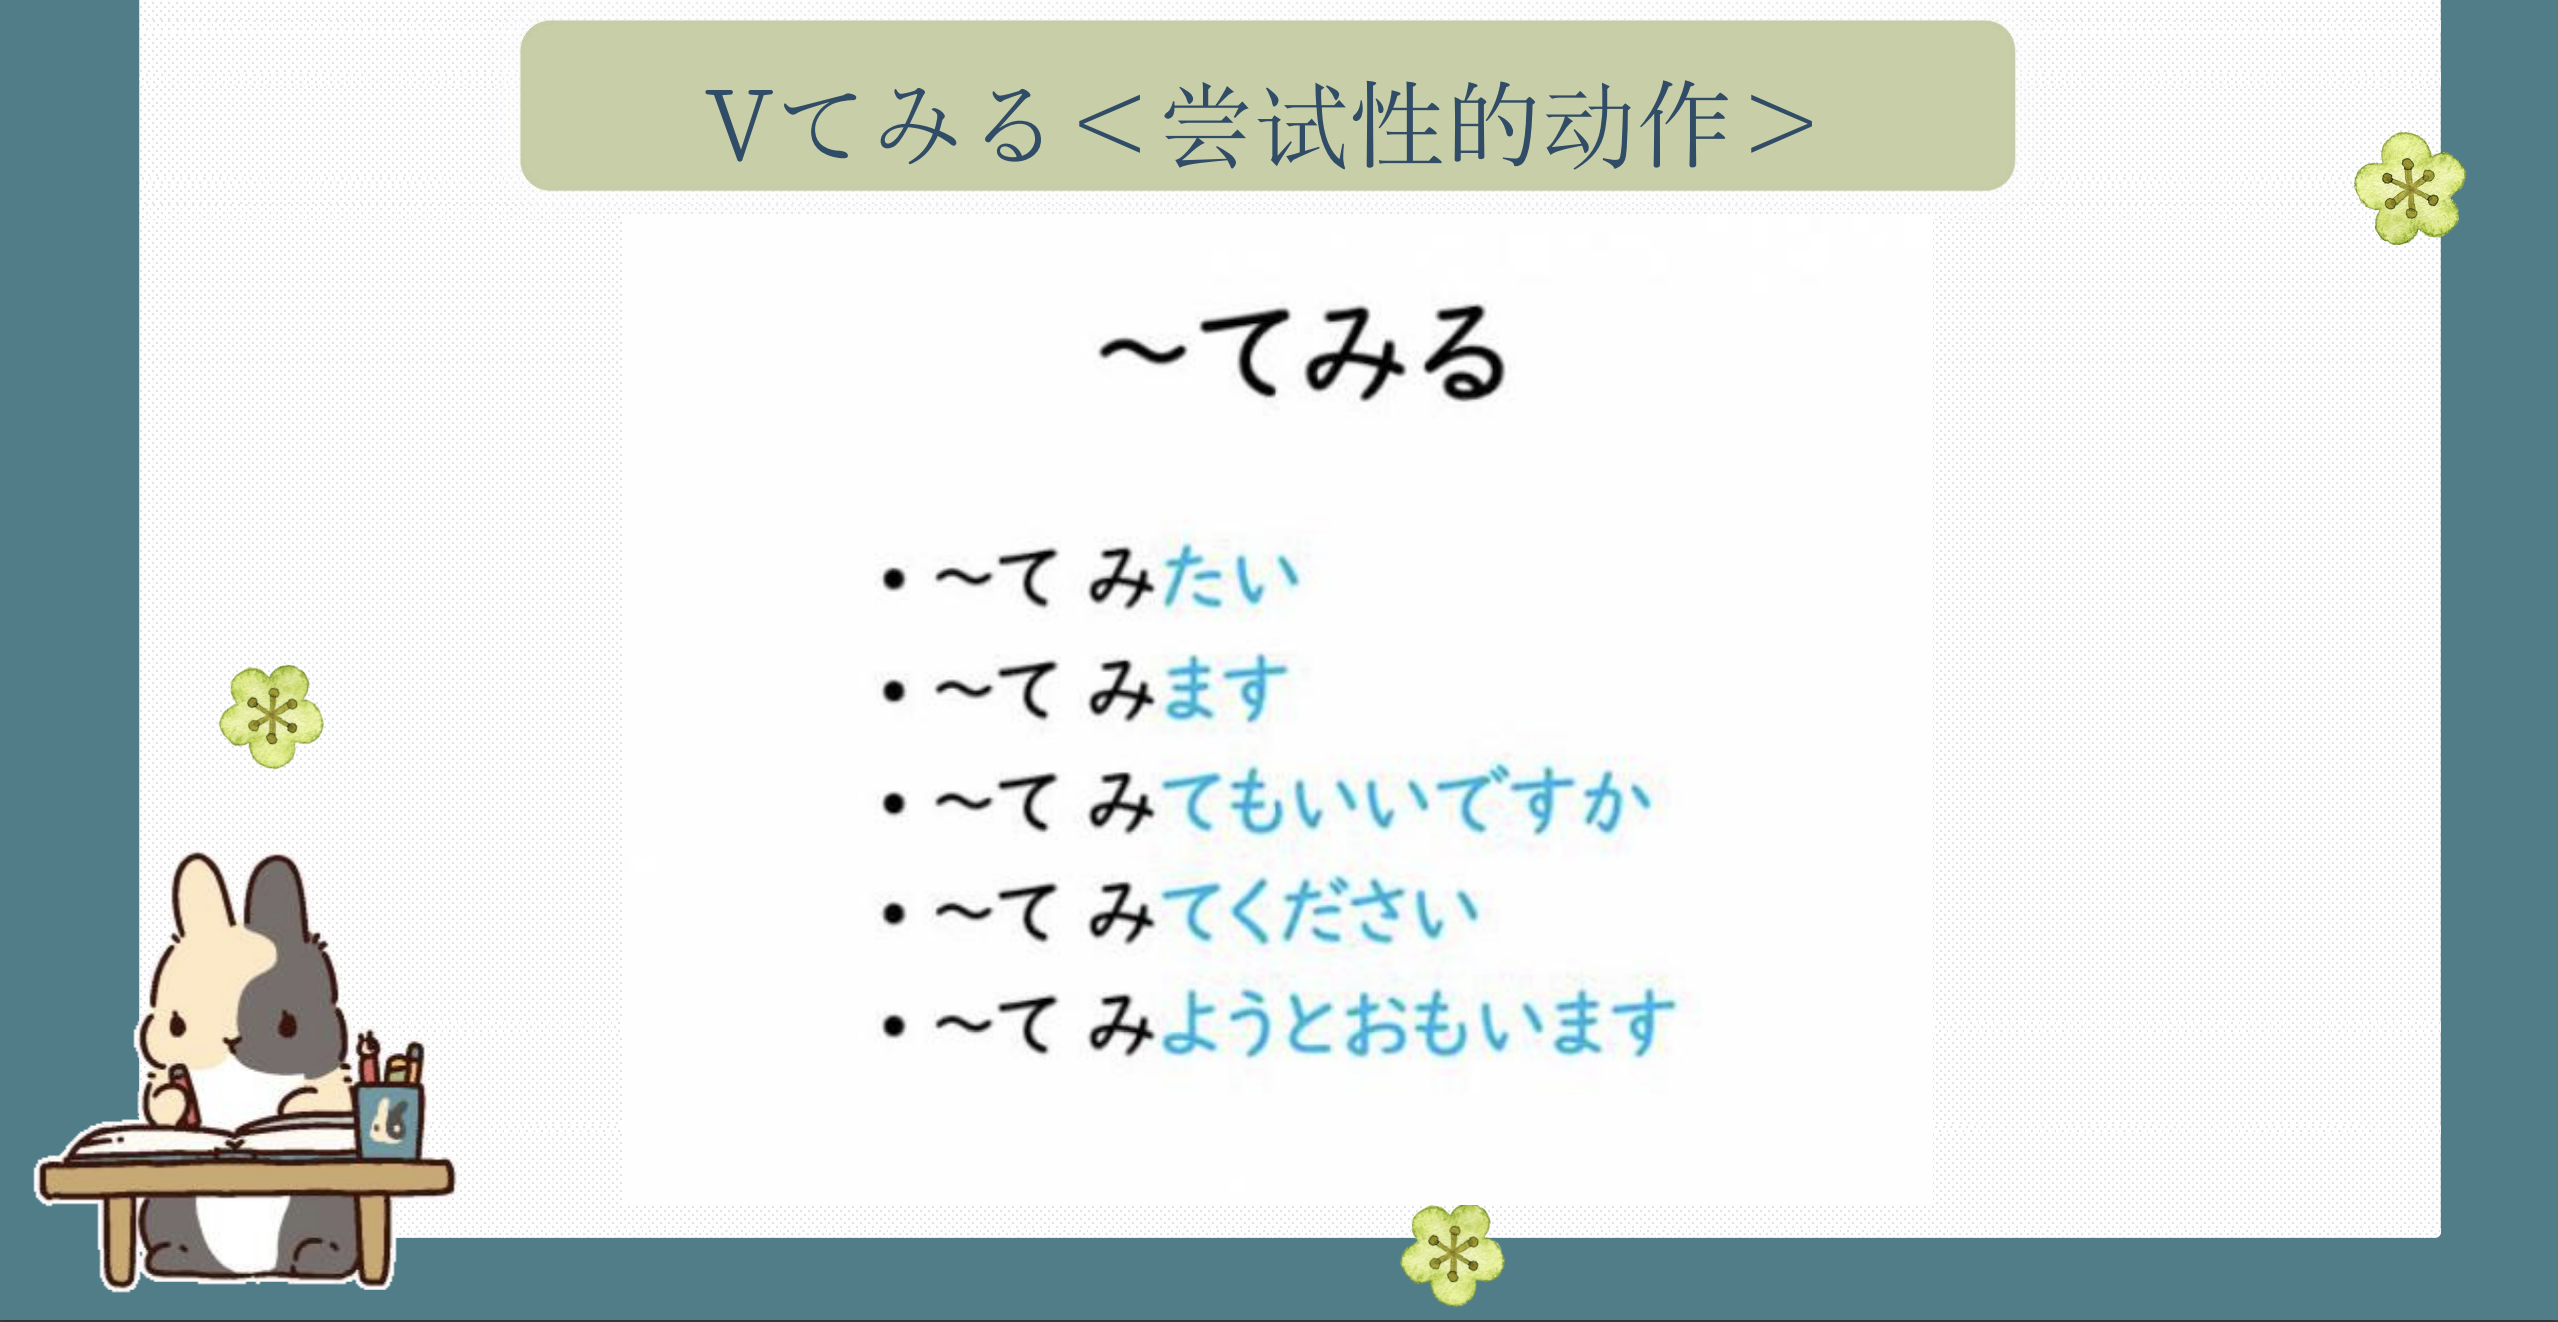 Vてみる＜尝试性的动作＞
～てみる
• ～て みたい
• ～て みます
• ～て みてもいいですか
• ～て みてください
• ～て みようとおもいます